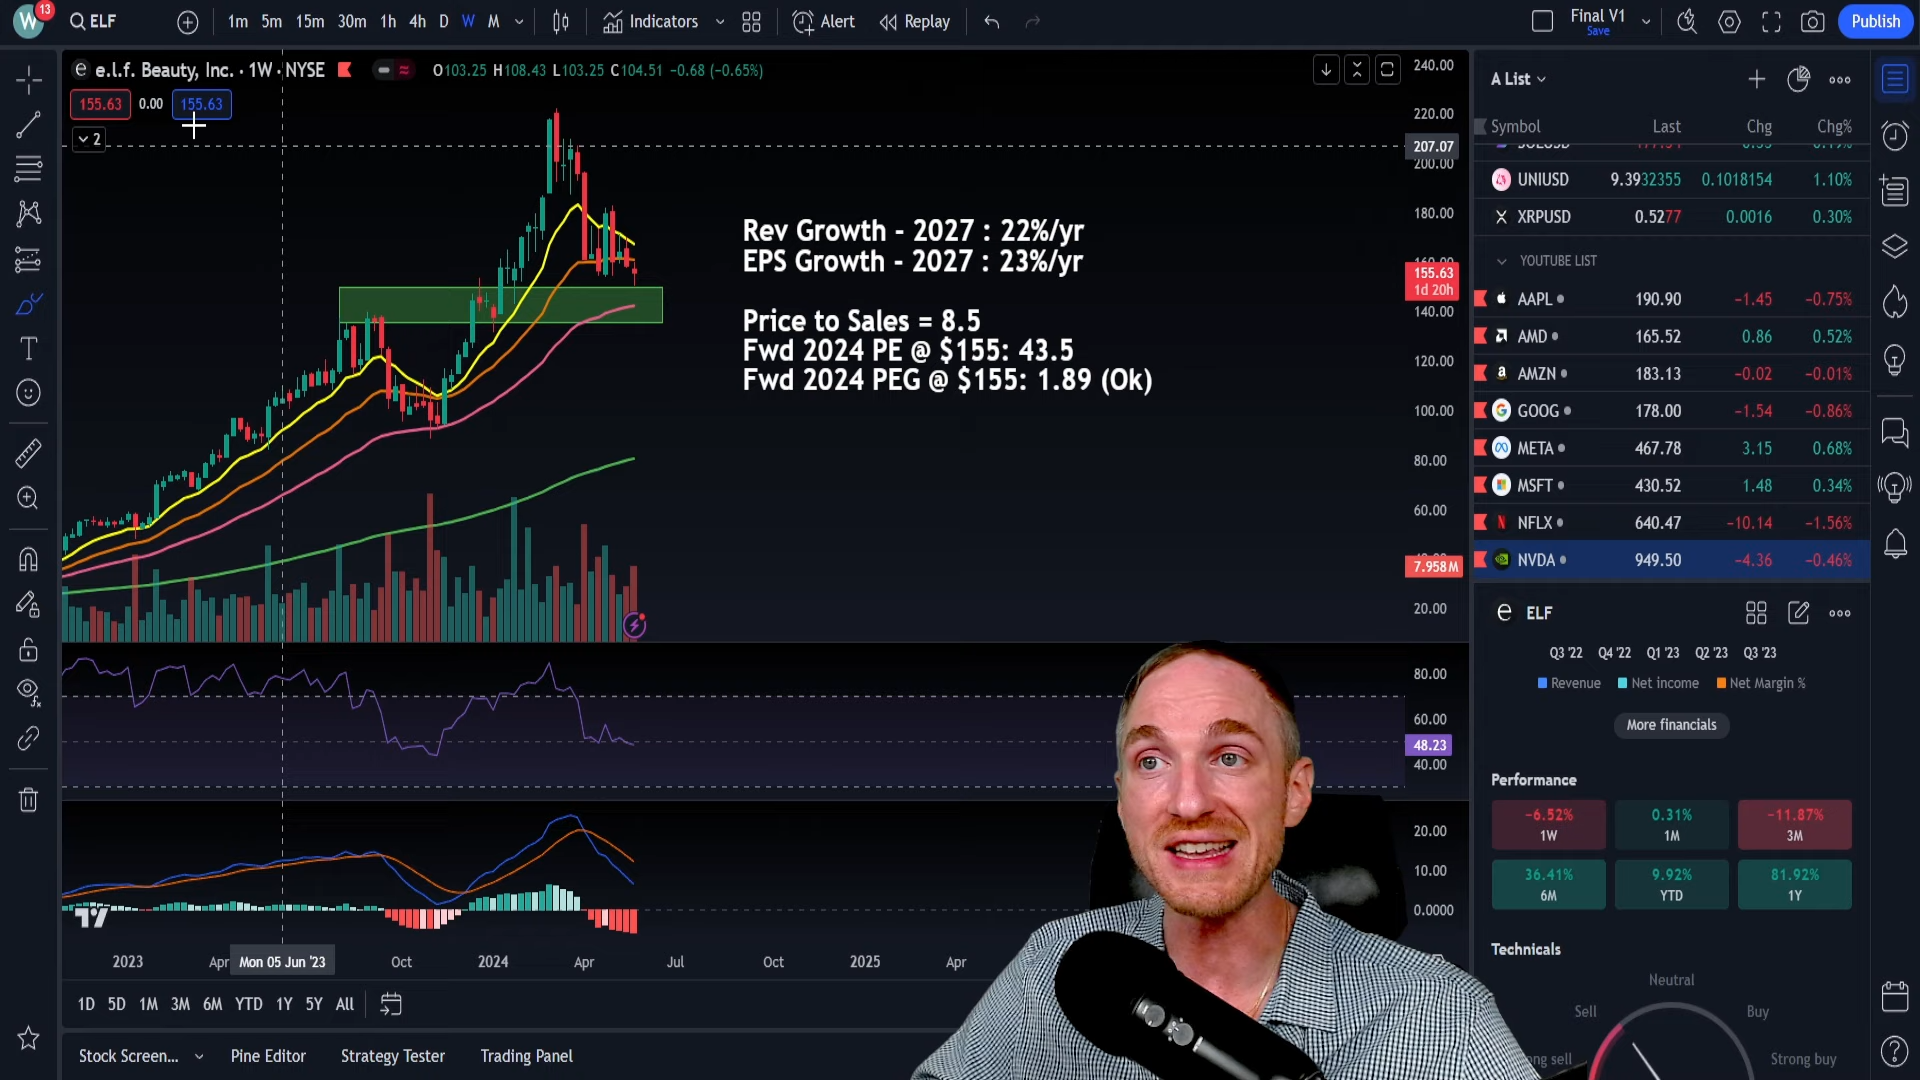 W 13 ELF 1m 5m 15m 30m 1h 4h D W M Indicators Alert Replay Final V1 Save Publish
e e.l.f. Beauty, Inc. · 1W · NYSE O103.25 H108.43 L103.25 C104.51 −0.68 (−0.65%)
155.63 0.00 155.63
2
240.00
220.00
207.07
200.00
180.00
155.63
1d 20h
140.00
120.00
100.00
80.00
60.00
7.958M
20.00
Rev Growth - 2027 : 22%/yr
EPS Growth - 2027 : 23%/yr
Price to Sales = 8.5
Fwd 2024 PE @ $155: 43.5
Fwd 2024 PEG @ $155: 1.89 (Ok)
80.00
60.00
48.23
40.00
20.00
10.00
0.0000
2023 Apr Mon 05 Jun '23 Oct 2024 Apr Jul Oct 2025 Apr
1D 5D 1M 3M 6M YTD 1Y 5Y All
Stock Screen... Pine Editor Strategy Tester Trading Panel
A List
Symbol Last Chg Chg%
UNIUSD 9.3932355 0.1018154 1.10%
XRPUSD 0.5277 0.0016 0.30%
YOUTUBE LIST
AAPL 190.90 −1.45 −0.75%
AMD 165.52 0.86 0.52%
AMZN 183.13 −0.02 −0.01%
GOOG 178.00 −1.54 −0.86%
META 467.78 3.15 0.68%
MSFT 430.52 1.48 0.34%
NFLX 640.47 −10.14 −1.56%
NVDA 949.50 −4.36 −0.46%
e ELF
Q3 '22 Q4 '22 Q1 '23 Q2 '23 Q3 '23
Revenue Net income Net Margin %
More financials
Performance
−6.52% 0.31% −11.87%
1W 1M 3M
36.41% 9.92% 81.92%
6M YTD 1Y
Technicals
Neutral
Sell Buy
Strong buy